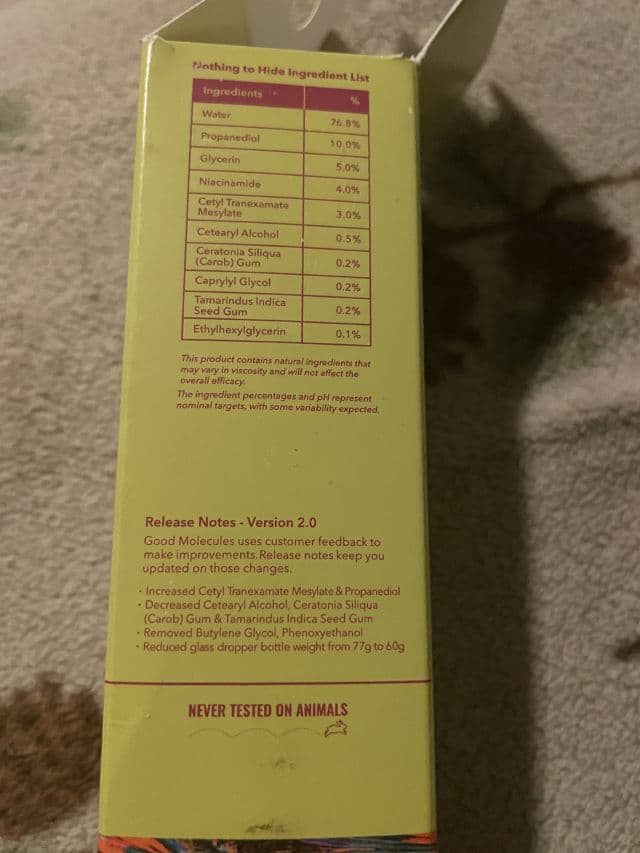 Nothing to Hide Ingredient List
Ingredients %
Water 76.8%
Propanediol 10.0%
Glycerin 5.0%
Niacinamide 4.0%
Cetyl Tranexamate
Mesylate 3.0%
Cetearyl Alcohol 0.5%
Ceratonia Siliqua
(Carob) Gum 0.2%
Caprylyl Glycol 0.2%
Tamarindus Indica
Seed Gum 0.2%
Ethylhexylglycerin 0.1%
This product contains natural ingredients that
may vary in viscosity and will not affect the
overall efficacy.
The ingredient percentages and pH represent
nominal targets, with some variability expected.
Release Notes - Version 2.0
Good Molecules uses customer feedback to
make improvements. Release notes keep you
updated on those changes.
· Increased Cetyl Tranexamate Mesylate & Propanediol
· Decreased Cetearyl Alcohol, Ceratonia Siliqua
(Carob) Gum & Tamarindus Indica Seed Gum
· Removed Butylene Glycol, Phenoxyethanol
· Reduced glass dropper bottle weight from 77g to 60g
NEVER TESTED ON ANIMALS